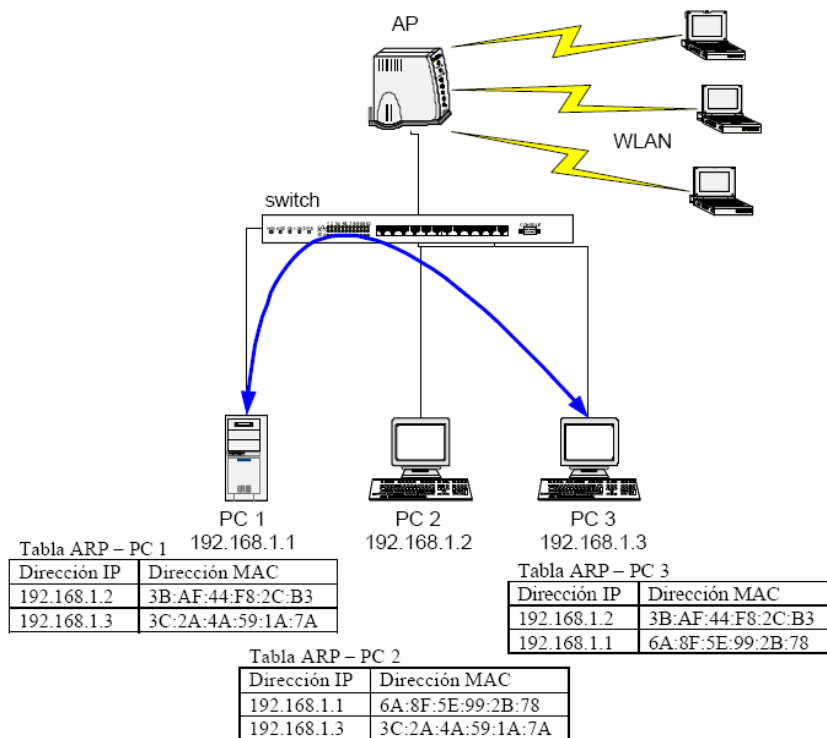 AP
WLAN
switch
CONSOLE
PC 1
192.168.1.1
PC 2
192.168.1.2
PC 3
192.168.1.3
Tabla ARP – PC 1
Dirección IP Dirección MAC
192.168.1.2 3B:AF:44:F8:2C:B3
192.168.1.3 3C:2A:4A:59:1A:7A
Tabla ARP – PC 3
Dirección IP Dirección MAC
192.168.1.2 3B:AF:44:F8:2C:B3
192.168.1.1 6A:8F:5E:99:2B:78
Tabla ARP – PC 2
Dirección IP Dirección MAC
192.168.1.1 6A:8F:5E:99:2B:78
192.168.1.3 3C:2A:4A:59:1A:7A